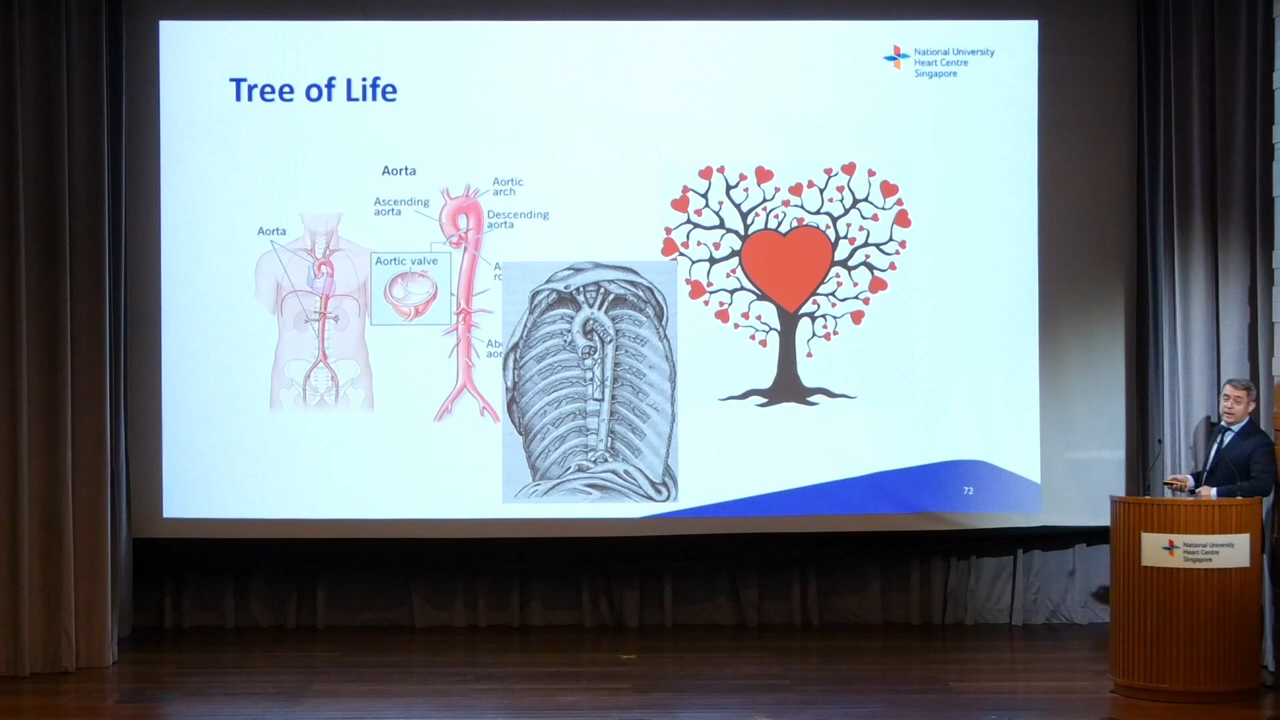 Tree of Life
National University
Heart Centre
Singapore
Aorta
Aortic
arch
Ascending
aorta
Descending
aorta
Aorta
Aortic valve
72
National University
Heart Centre
Singapore